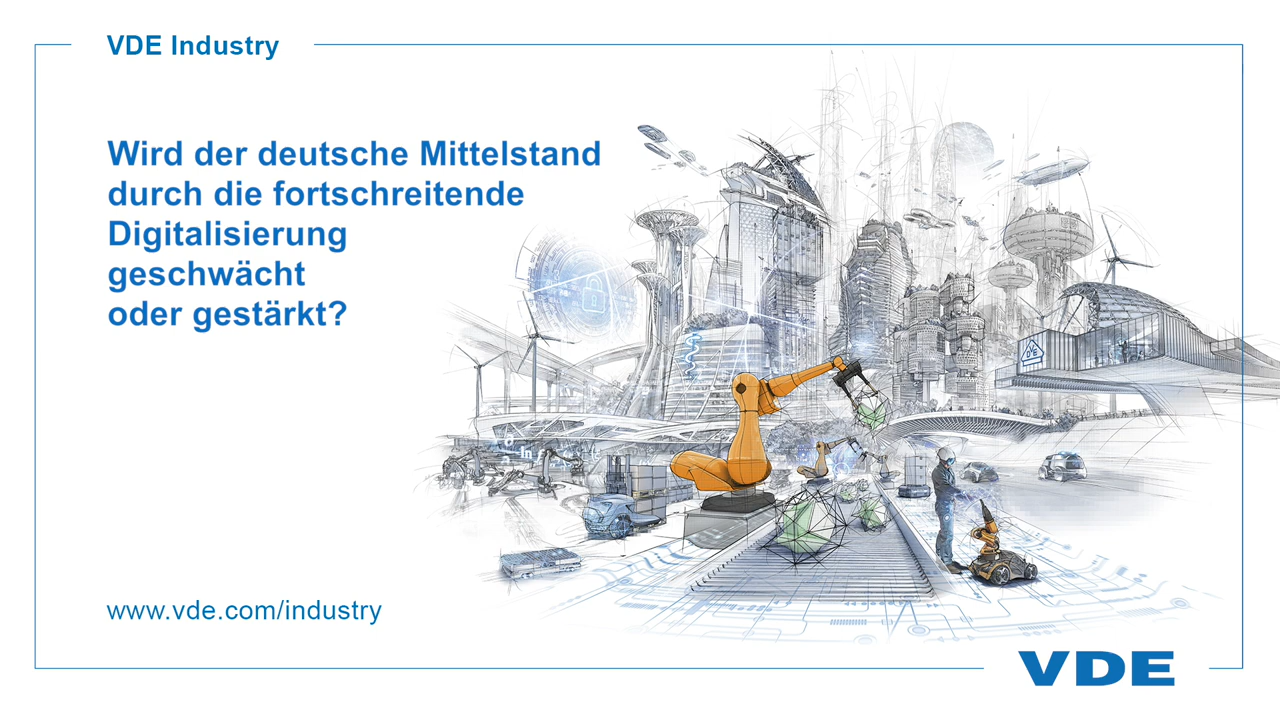 VDE Industry
Wird der deutsche Mittelstand
durch die fortschreitende
Digitalisierung
geschwächt
oder gestärkt?
www.vde.com/industry
VDE